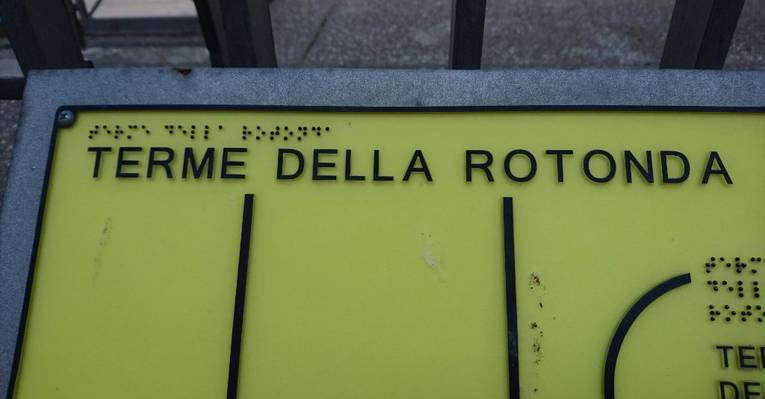 ⠞⠑⠗⠍⠑ ⠙⠑⠇⠇⠁ ⠗⠕⠞⠕⠝⠙⠁
TERME DELLA ROTONDA